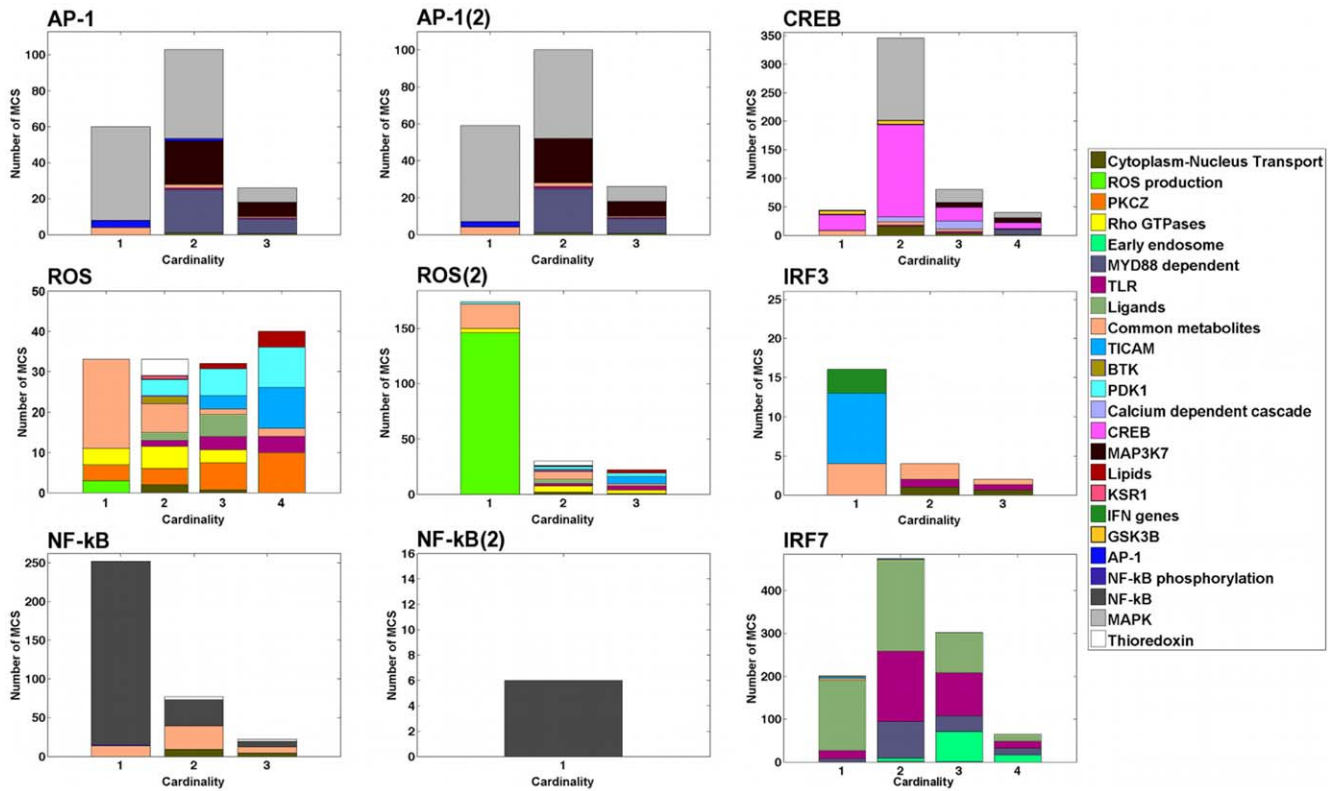 AP-1
Number of MCS
100
80
60
40
20
0
1 2 3
Cardinality
AP-1(2)
Number of MCS
100
80
60
40
20
0
1 2 3
Cardinality
CREB
Number of MCS
350
300
250
200
150
100
50
0
1 2 3 4
Cardinality
ROS
Number of MCS
50
40
30
20
10
0
1 2 3 4
Cardinality
ROS(2)
Number of MCS
150
100
50
0
1 2 3
Cardinality
IRF3
Number of MCS
25
20
15
10
5
0
1 2 3
Cardinality
NF-kB
Number of MCS
250
200
150
100
50
0
1 2 3
Cardinality
NF-kB(2)
Number of MCS
16
14
12
10
8
6
4
2
0
1
Cardinality
IRF7
Number of MCS
400
300
200
100
0
1 2 3 4
Cardinality
Cytoplasm-Nucleus Transport
ROS production
PKCZ
Rho GTPases
Early endosome
MYD88 dependent
TLR
Ligands
Common metabolites
TICAM
BTK
PDK1
Calcium dependent cascade
CREB
MAP3K7
Lipids
KSR1
IFN genes
GSK3B
AP-1
NF-kB phosphorylation
NF-kB
MAPK
Thioredoxin